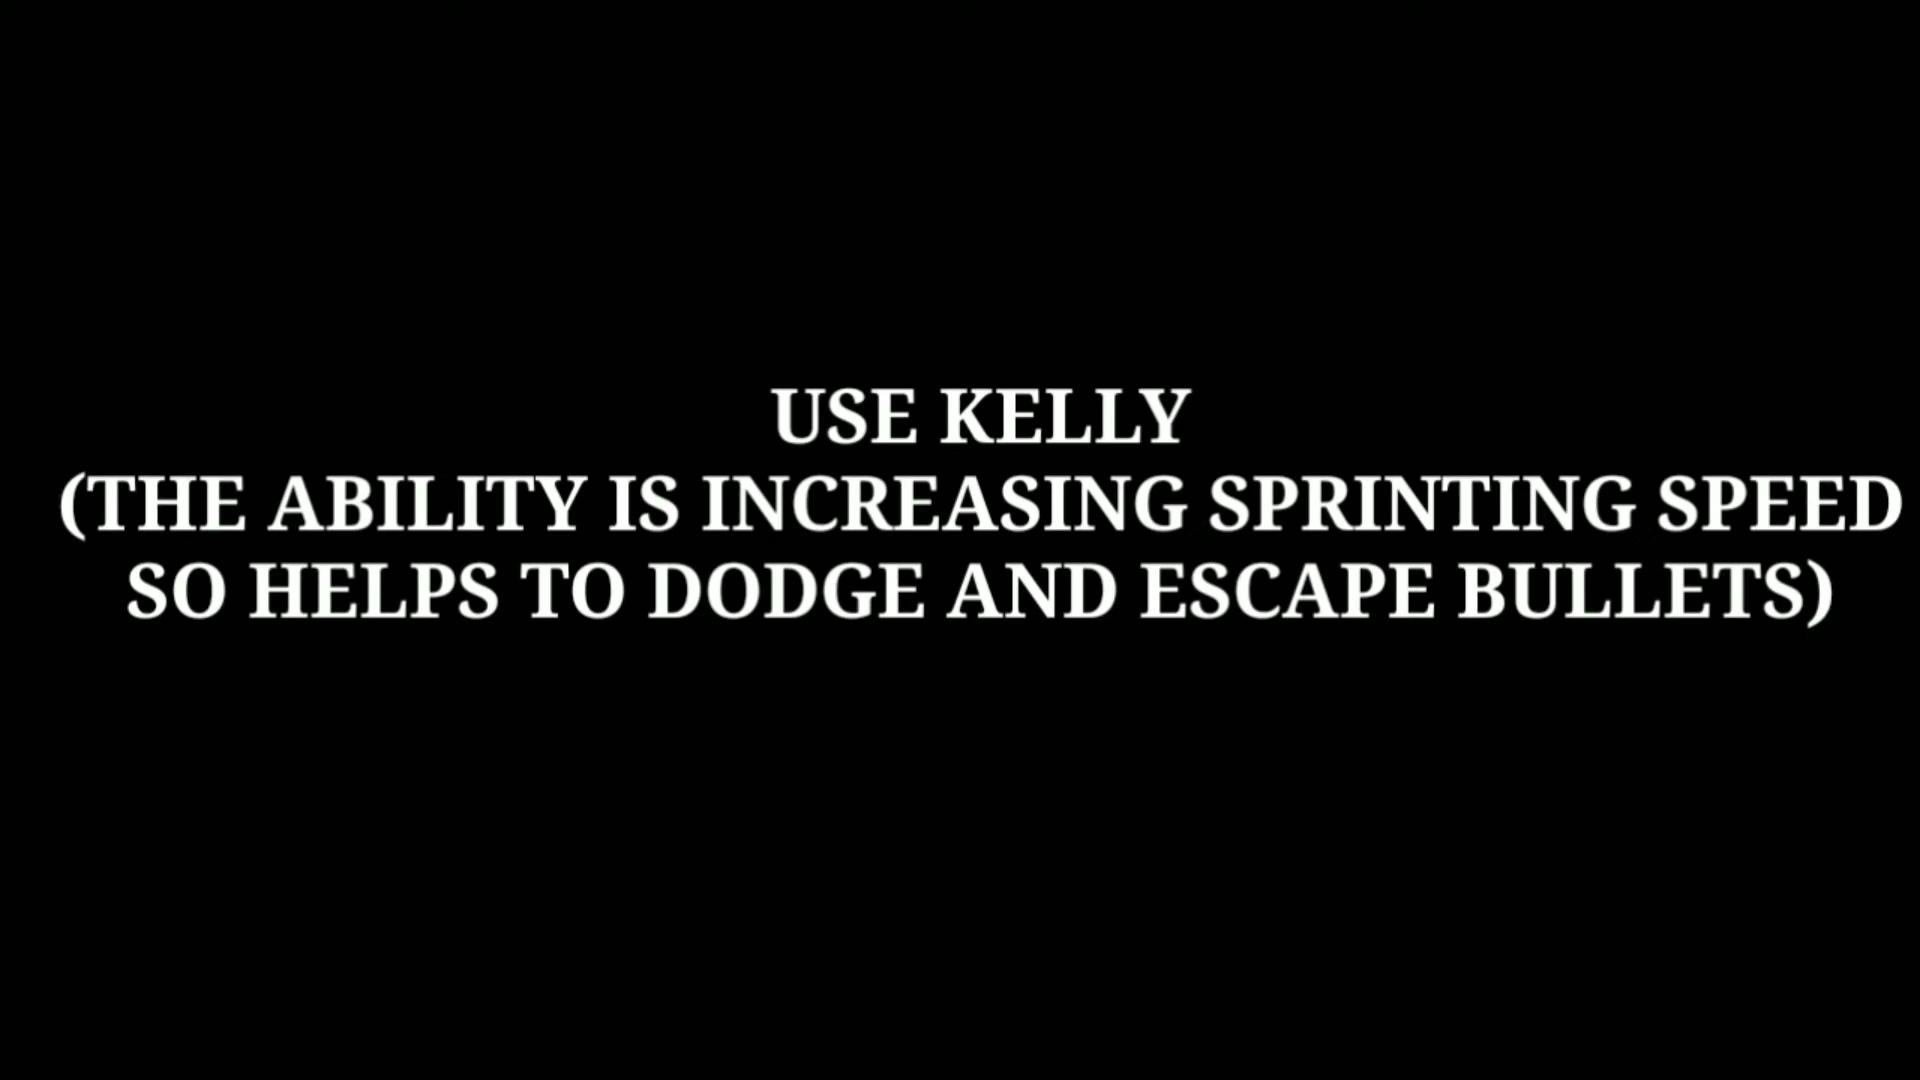 USE KELLY
(THE ABILITY IS INCREASING SPRINTING SPEED
SO HELPS TO DODGE AND ESCAPE BULLETS)